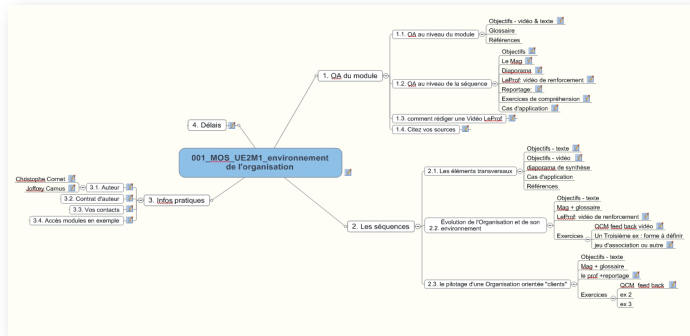 001_MOS_UE2M1_environnement
de l'organisation
1. QA du module
1.1. QA au niveau du module
Objectifs - vidéo & texte
Glossaire
Références
1.2. QA au niveau de la séquence
Objectifs
Le Mag
Diaporama
LeProf: vidéo de renforcement
Reportage:
Exercices de compréhension
Cas d'application
1.3. comment rédiger une Vidéo LeProf
1.4. Citez vos sources
2. Les séquences
2.1. Les éléments transversaux
Objectifs - texte
Objectifs - vidéo
diaporama de synthèse
Cas d'application
Références
2.2. Évolution de l'Organisation et de son
environnement
Objectifs - texte
Mag + glossaire
LeProf: vidéo de renforcement
Exercices
QCM feed back vidéo
Un Troisième ex : forme à définir
jeu d'association ou autre
2.3. le pilotage d'une Organisation orientée "clients"
Objectifs - texte
Mag + glossaire
le prof +reportage
Exercices
QCM feed back
ex 2
ex 3
3. Infos pratiques
3.1. Auteur
Christophe Cornet
Joffrey Camus
3.2. Contrat d'auteur
3.3. Vos contacts
3.4. Accès modules en exemple
4. Délais